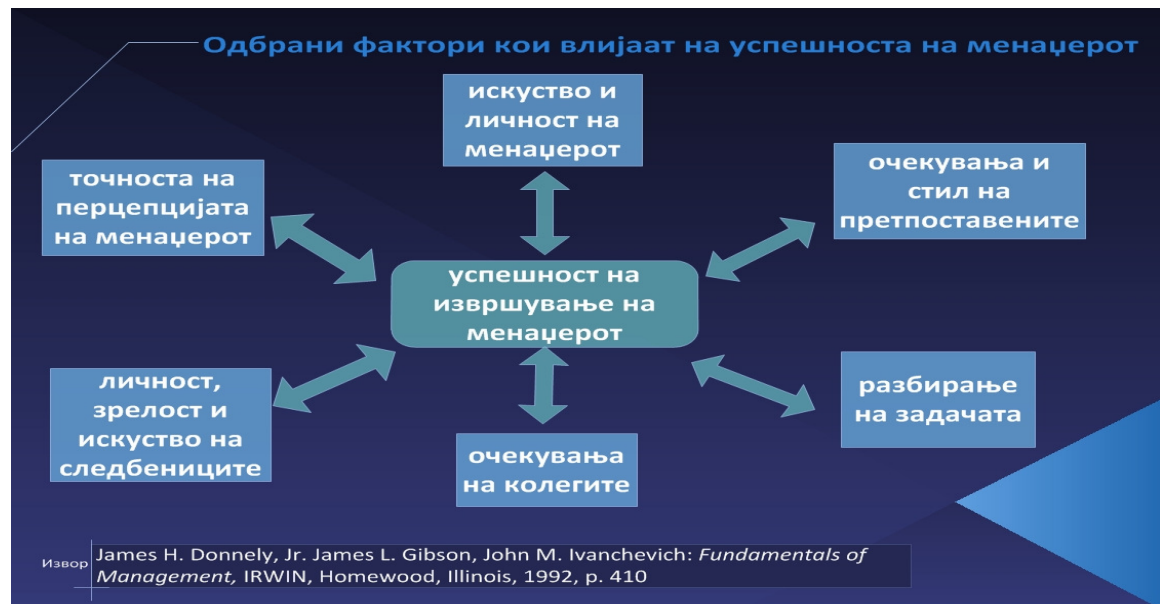 Одбрани фактори кои влијаат на успешноста на менаџерот
искуство и
личност на
менаџерот
точноста на
перцепцијата
на менаџерот
очекувања и
стил на
претпоставените
успешност на
извршување на
менаџерот
личност,
зрелост и
искуство на
следбениците
очекувања
на колегите
разбирање
на задачата
Извор
James H. Donnely, Jr. James L. Gibson, John M. Ivanchevich: Fundamentals of
Management, IRWIN, Homewood, Illinois, 1992, p. 410